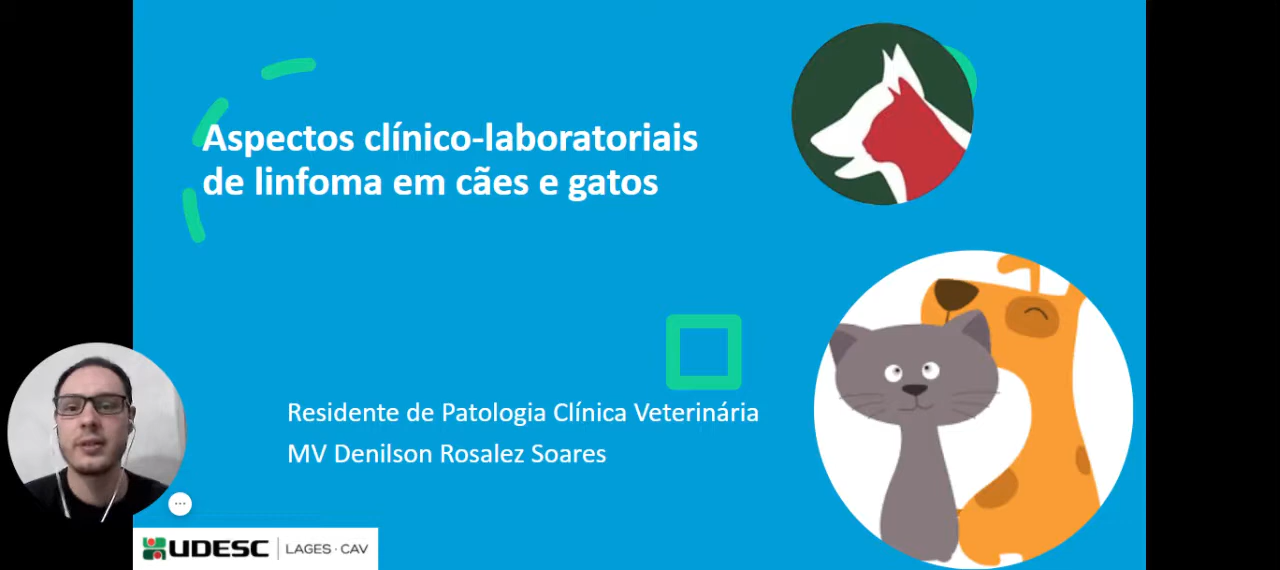 Aspectos clínico-laboratoriais
de linfoma em cães e gatos
Residente de Patologia Clínica Veterinária
MV Denilson Rosalez Soares
UDESC LAGES · CAV